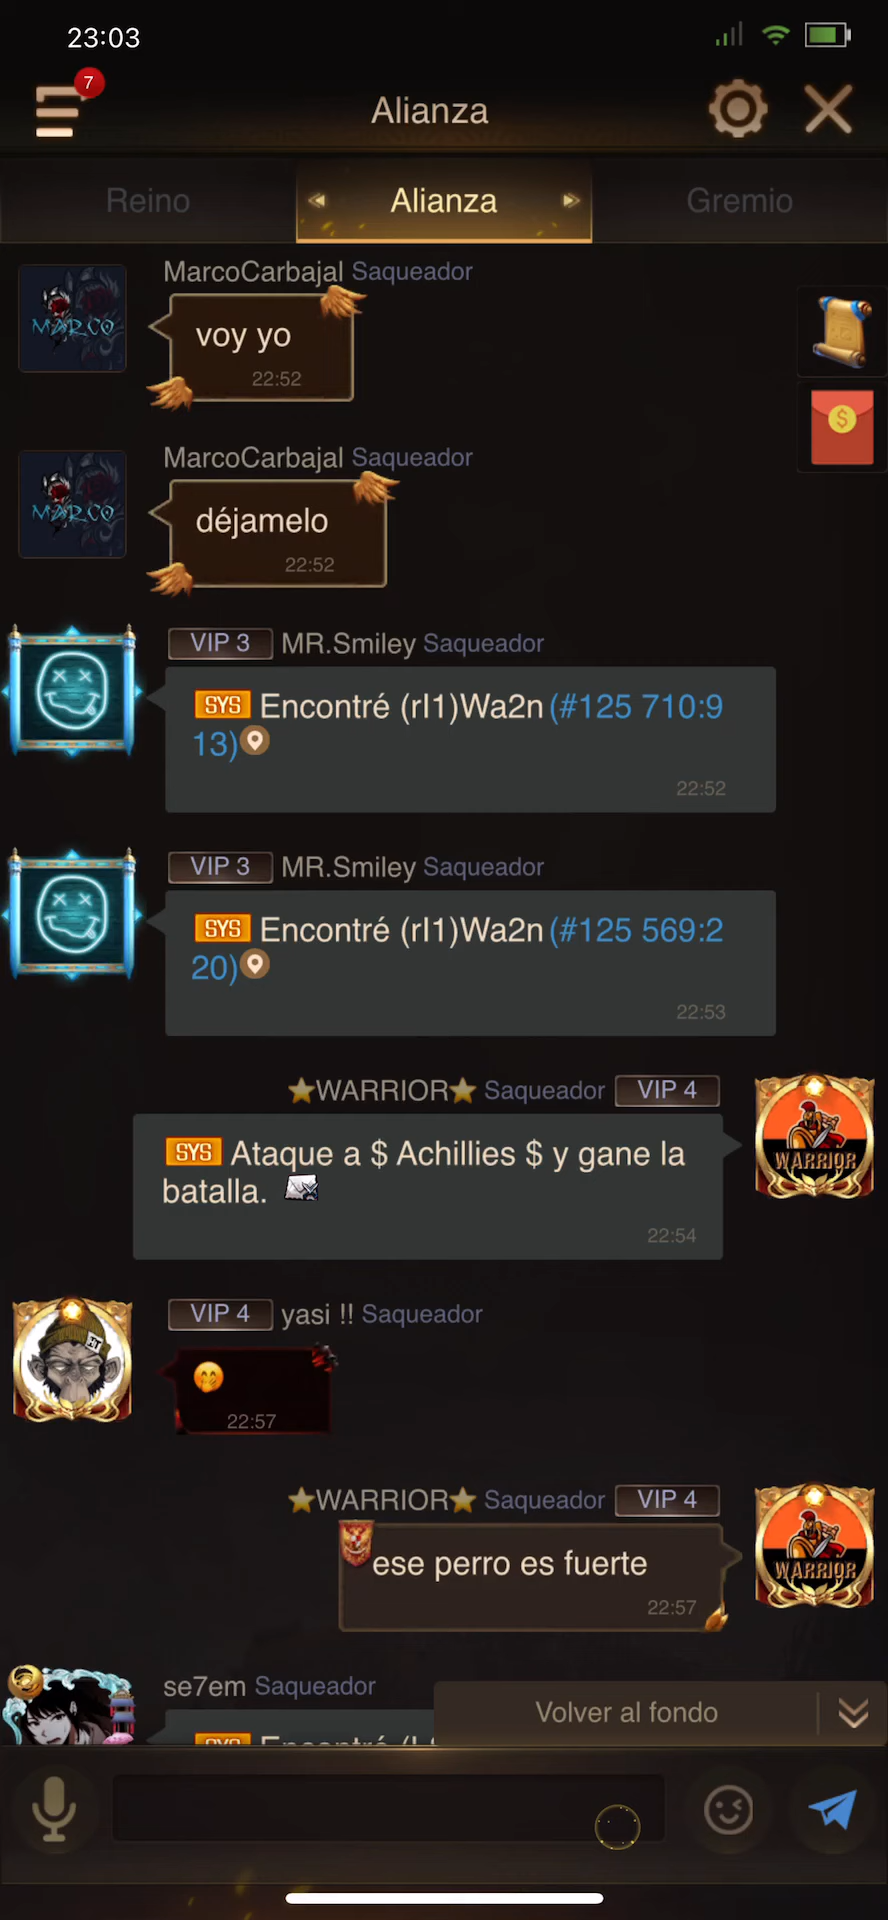 23:03
7
Alianza
Reino
Alianza
Gremio
MarcoCarbajal Saqueador
MARCO
voy yo
22:52
MarcoCarbajal Saqueador
MARCO
déjamelo
22:52
VIP 3 MR.Smiley Saqueador
SYS Encontré (rl1)Wa2n(#125 710:9
13)
22:52
VIP 3 MR.Smiley Saqueador
SYS Encontré (rl1)Wa2n(#125 569:2
20)
22:53
⭐WARRIOR⭐ Saqueador VIP 4
WARRIOR
SYS Ataque a $ Achillies $ y gane la
batalla.
22:54
VIP 4 yasi !! Saqueador
🤭
22:57
⭐WARRIOR⭐ Saqueador VIP 4
WARRIOR
ese perro es fuerte
22:57
se7em Saqueador
Volver al fondo